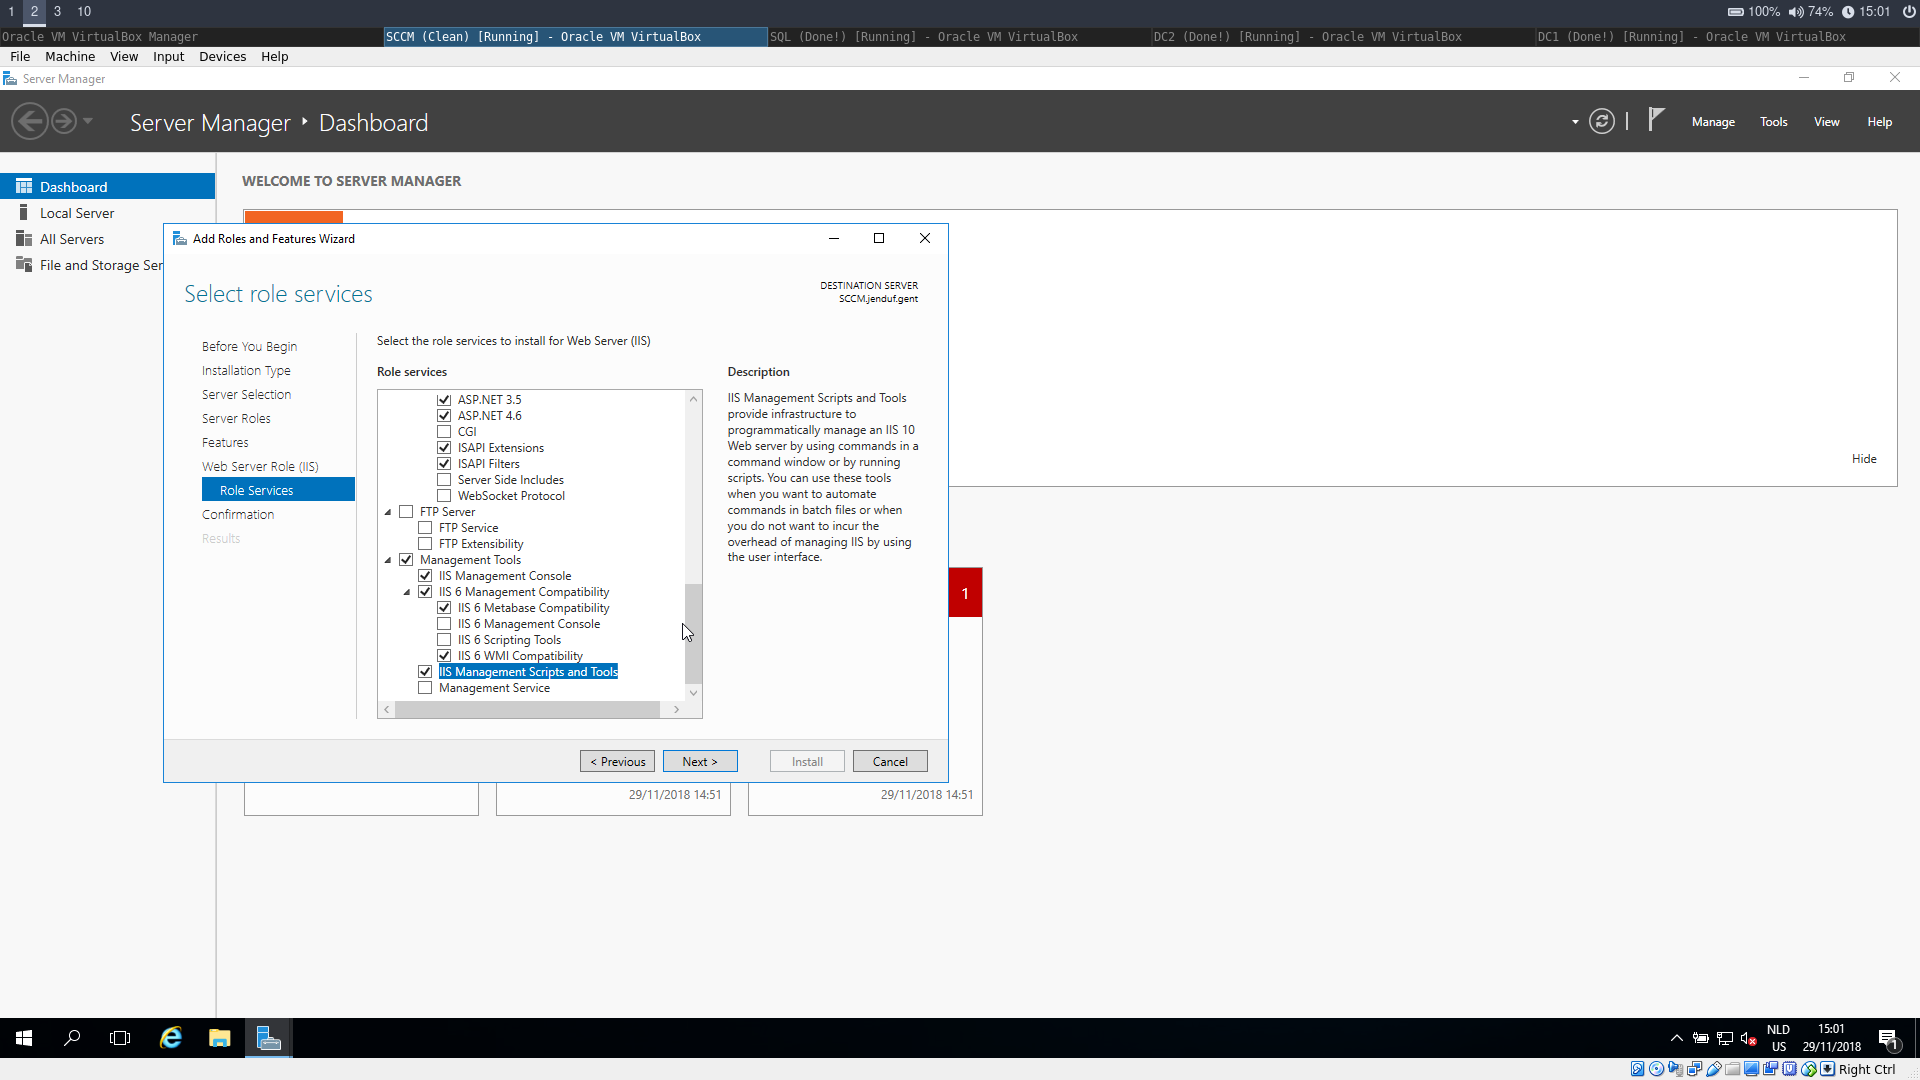 1 2 3 10
100% 74% 15:01
Oracle VM VirtualBox Manager
SCCM (Clean) [Running] - Oracle VM VirtualBox
SQL (Done!) [Running] - Oracle VM VirtualBox
DC2 (Done!) [Running] - Oracle VM VirtualBox
DC1 (Done!) [Running] - Oracle VM VirtualBox
File Machine View Input Devices Help
Server Manager
Server Manager Dashboard
Manage Tools View Help
Dashboard
Local Server
All Servers
File and Storage Ser
WELCOME TO SERVER MANAGER
Hide
Add Roles and Features Wizard
Select role services
DESTINATION SERVER
SCCM.jenduf.gent
Before You Begin
Installation Type
Server Selection
Server Roles
Features
Web Server Role (IIS)
Role Services
Confirmation
Results
Select the role services to install for Web Server (IIS)
Role services
ASP.NET 3.5
ASP.NET 4.6
CGI
ISAPI Extensions
ISAPI Filters
Server Side Includes
WebSocket Protocol
FTP Server
FTP Service
FTP Extensibility
Management Tools
IIS Management Console
IIS 6 Management Compatibility
IIS 6 Metabase Compatibility
IIS 6 Management Console
IIS 6 Scripting Tools
IIS 6 WMI Compatibility
IIS Management Scripts and Tools
Management Service
Description
IIS Management Scripts and Tools
provide infrastructure to
programmatically manage an IIS 10
Web server by using commands in a
command window or by running
scripts. You can use these tools
when you want to automate
commands in batch files or when
you do not want to incur the
overhead of managing IIS by using
the user interface.
< Previous
Next >
Install
Cancel
1
29/11/2018 14:51
29/11/2018 14:51
NLD
US
15:01
29/11/2018
1
Right Ctrl